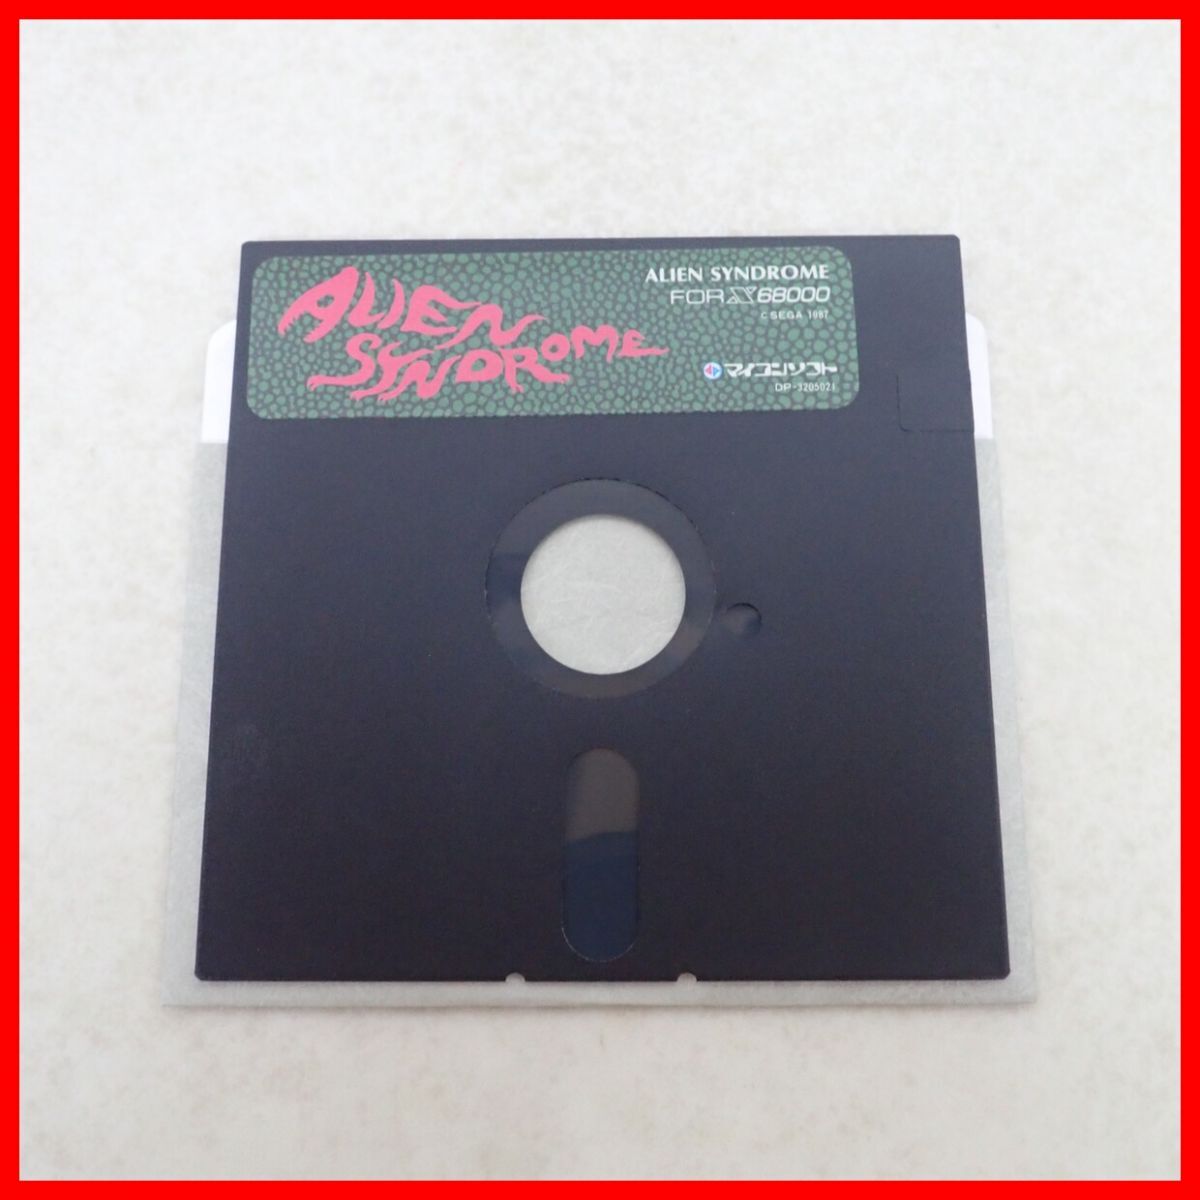 ALIEN
SYNDROME
ALIEN SYNDROME
FOR X68000
C SEGA 1987
マイコンソフト
DP-3205021